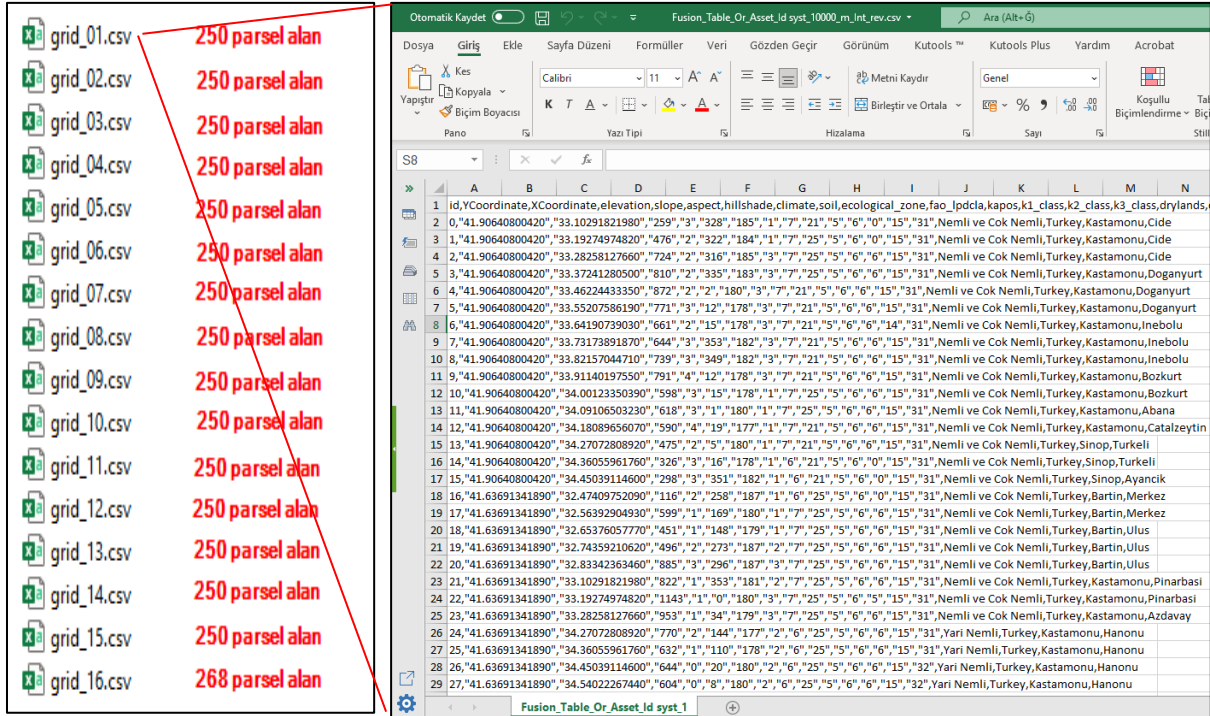 grid_01.csv 250 parsel alan
grid_02.csv 250 parsel alan
grid_03.csv 250 parsel alan
grid_04.csv 250 parsel alan
grid_05.csv 250 parsel alan
grid_06.csv 250 parsel alan
grid_07.csv 250 parsel alan
grid_08.csv 250 parsel alan
grid_09.csv 250 parsel alan
grid_10.csv 250 parsel alan
grid_11.csv 250 parsel alan
grid_12.csv 250 parsel alan
grid_13.csv 250 parsel alan
grid_14.csv 250 parsel alan
grid_15.csv 250 parsel alan
grid_16.csv 268 parsel alan
Otomatik Kaydet Fusion_Table_Or_Asset_Id syst_10000_m_Int_rev.csv Ara (Alt+G)
Dosya Giriş Ekle Sayfa Düzeni Formüller Veri Gözden Geçir Görünüm Kutools ™ Kutools Plus Yardım Acrobat
Yapıştır
Kes
Kopyala
Biçim Boyacısı
Calibri 11 A^ A˅
K T A
Metni Kaydır
Birleştir ve Ortala
Genel
% 9
Koşullu
Biçimlendirme
Pano Yazı Tipi Hizalama Sayı Still
S8 fx
A B C D E F G H I J K L M N
1 id,YCoordinate,XCoordinate,elevation,slope,aspect,hillshade,climate,soil,ecological_zone,fao_lpdcla,kapos,k1_class,k2_class,k3_class,drylands,
2 0,"41.90640800420","33.10291821980","259","3","328","185","1","7","21","5","6","0","15","31",Nemli ve Cok Nemli,Turkey,Kastamonu,Cide
3 1,"41.90640800420","33.19274974820","476","2","322","184","1","7","25","5","6","0","15","31",Nemli ve Cok Nemli,Turkey,Kastamonu,Cide
4 2,"41.90640800420","33.28258127660","724","2","316","185","3","7","25","5","6","6","15","31",Nemli ve Cok Nemli,Turkey,Kastamonu,Cide
5 3,"41.90640800420","33.37241280500","810","2","335","183","3","7","25","5","6","6","15","31",Nemli ve Cok Nemli,Turkey,Kastamonu,Doganyurt
6 4,"41.90640800420","33.46224433350","872","2","2","180","3","7","21","5","6","6","15","31",Nemli ve Cok Nemli,Turkey,Kastamonu,Doganyurt
7 5,"41.90640800420","33.55207586190","771","3","12","178","3","7","21","5","6","6","15","31",Nemli ve Cok Nemli,Turkey,Kastamonu,Doganyurt
8 6,"41.90640800420","33.64190739030","661","2","15","178","3","7","21","5","6","6","14","31",Nemli ve Cok Nemli,Turkey,Kastamonu,Inebolu
9 7,"41.90640800420","33.73173891870","644","3","353","182","3","7","21","5","6","6","15","31",Nemli ve Cok Nemli,Turkey,Kastamonu,Inebolu
10 8,"41.90640800420","33.82157044710","739","3","349","182","3","7","21","5","6","6","15","31",Nemli ve Cok Nemli,Turkey,Kastamonu,Inebolu
11 9,"41.90640800420","33.91140197550","791","4","12","178","3","7","21","5","6","6","15","31",Nemli ve Cok Nemli,Turkey,Kastamonu,Bozkurt
12 10,"41.90640800420","34.00123350390","598","3","15","178","1","7","25","5","6","6","15","31",Nemli ve Cok Nemli,Turkey,Kastamonu,Bozkurt
13 11,"41.90640800420","34.09106503230","618","3","1","180","1","7","25","5","6","6","15","31",Nemli ve Cok Nemli,Turkey,Kastamonu,Abana
14 12,"41.90640800420","34.18089656070","590","4","19","177","1","7","21","5","6","6","15","31",Nemli ve Cok Nemli,Turkey,Kastamonu,Catalzeytin
15 13,"41.90640800420","34.27072808920","475","2","5","180","1","7","21","5","6","6","15","31",Nemli ve Cok Nemli,Turkey,Sinop,Turkeli
16 14,"41.90640800420","34.36055961760","326","3","16","178","1","6","21","5","6","0","15","31",Nemli ve Cok Nemli,Turkey,Sinop,Turkeli
17 15,"41.90640800420","34.45039114600","298","3","351","182","1","6","21","5","6","0","15","31",Nemli ve Cok Nemli,Turkey,Sinop,Ayancik
18 16,"41.63691341890","32.47409752090","116","2","258","187","1","6","25","5","6","0","15","31",Nemli ve Cok Nemli,Turkey,Bartin,Merkez
19 17,"41.63691341890","32.56392904930","599","1","169","180","1","7","25","5","6","6","15","31",Nemli ve Cok Nemli,Turkey,Bartin,Merkez
20 18,"41.63691341890","32.65376057770","451","1","148","179","1","7","25","5","6","6","15","31",Nemli ve Cok Nemli,Turkey,Bartin,Ulus
21 19,"41.63691341890","32.74359210620","496","2","273","187","2","7","25","5","6","6","15","31",Nemli ve Cok Nemli,Turkey,Bartin,Ulus
22 20,"41.63691341890","32.83342363460","885","3","296","187","3","7","25","5","6","6","15","31",Nemli ve Cok Nemli,Turkey,Bartin,Ulus
23 21,"41.63691341890","33.10291821980","822","1","353","181","2","7","25","5","6","6","15","31",Nemli ve Cok Nemli,Turkey,Kastamonu,Pinarbasi
24 22,"41.63691341890","33.19274974820","1143","1","0","180","3","7","25","5","6","5","15","31",Nemli ve Cok Nemli,Turkey,Kastamonu,Pinarbasi
25 23,"41.63691341890","33.28258127660","953","1","34","179","3","7","25","5","6","6","15","31",Nemli ve Cok Nemli,Turkey,Kastamonu,Azdavay
26 24,"41.63691341890","34.27072808920","770","2","144","177","2","6","25","5","6","6","15","31",Yari Nemli,Turkey,Kastamonu,Hanonu
27 25,"41.63691341890","34.36055961760","632","1","110","178","2","6","25","5","6","6","15","31",Yari Nemli,Turkey,Kastamonu,Hanonu
28 26,"41.63691341890","34.45039114600","644","0","20","180","2","6","25","5","6","6","15","32",Yari Nemli,Turkey,Kastamonu,Hanonu
29 27,"41.63691341890","34.54022267440","604","0","8","180","2","6","25","5","6","6","15","32",Yari Nemli,Turkey,Kastamonu,Hanonu
Fusion_Table_Or_Asset_Id syst_1